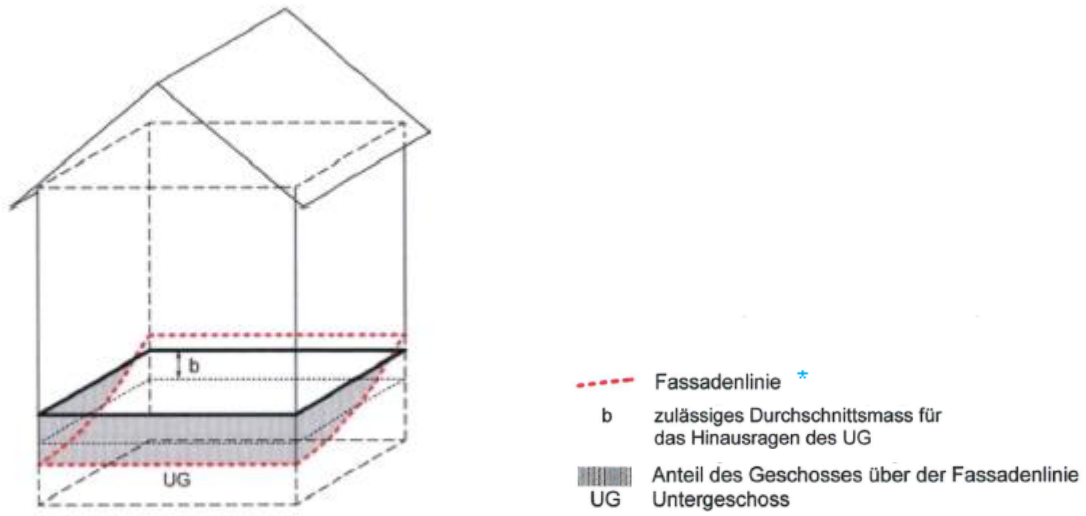 b
UG
Fassadenlinie *
b zulässiges Durchschnittsmass für
das Hinausragen des UG
Anteil des Geschosses über der Fassadenlinie
UG Untergeschoss